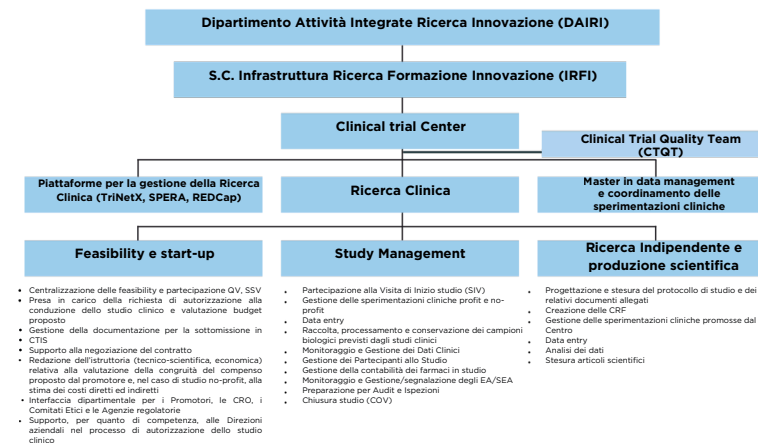 Dipartimento Attività Integrate Ricerca Innovazione (DAIRI)
S.C. Infrastruttura Ricerca Formazione Innovazione (IRFI)
Clinical trial Center
Clinical Trial Quality Team
(CTQT)
Piattaforme per la gestione della Ricerca
Clinica (TriNetX, SPERA, REDCap)
Ricerca Clinica
Master in data management
e coordinamento delle
sperimentazioni cliniche
Feasibility e start-up
• Centralizzazione delle feasibility e partecipazione QV, SSV
• Presa in carico della richiesta di autorizzazione alla
conduzione dello studio clinico e valutazione budget
proposto
• Gestione della documentazione per la sottomissione in
• CTIS
• Supporto alla negoziazione del contratto
• Redazione dell'istruttoria (tecnico-scientifica, economica)
relativa alla valutazione della congruità del compenso
proposto dal promotore e, nel caso di studio no-profit, alla
stima dei costi diretti ed indiretti
• Interfaccia dipartimentale per i Promotori, le CRO, i
Comitati Etici e le Agenzie regolatorie
• Supporto, per quanto di competenza, alle Direzioni
aziendali nel processo di autorizzazione dello studio
clinico
Study Management
• Partecipazione alla Visita di Inizio studio (SIV)
• Gestione delle sperimentazioni cliniche profit e no-
profit
• Data entry
• Raccolta, processamento e conservazione dei campioni
biologici previsti dagli studi clinici
• Monitoraggio e Gestione dei Dati Clinici
• Gestione dei Partecipanti allo Studio
• Gestione della contabilità dei farmaci in studio
• Monitoraggio e Gestione/segnalazione degli EA/SEA
• Preparazione per Audit e Ispezioni
• Chiusura studio (COV)
Ricerca Indipendente e
produzione scientifica
• Progettazione e stesura del protocollo di studio e dei
relativi documenti allegati
• Creazione delle CRF
• Gestione delle sperimentazioni cliniche promosse dal
Centro
• Data entry
• Analisi dei dati
• Stesura articoli scientifici